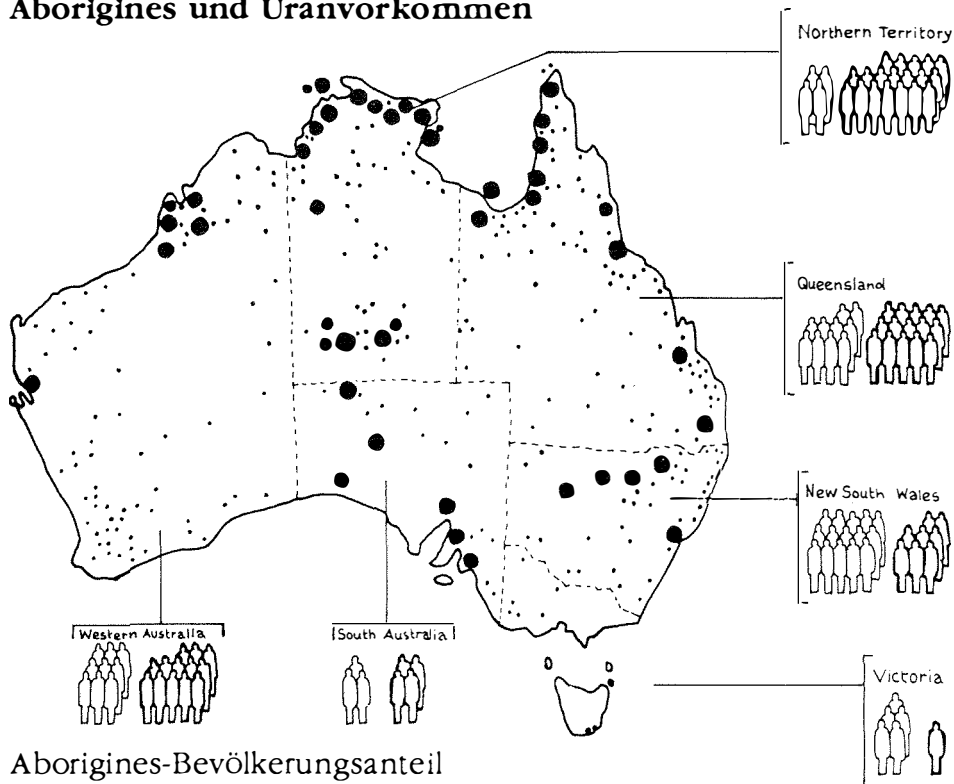 Aborigines und Uranvorkommen
Northern Territory
Queensland
New South Wales
Western Australia
South Australia
Victoria
Aborigines-Bevölkerungsanteil